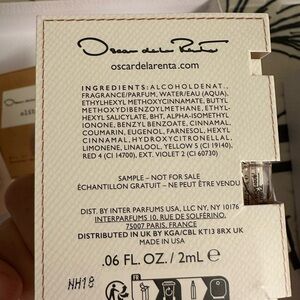 Oscar de la Renta
oscardelarenta.com
INGREDIENTS: ALCOHOL DENAT.,
FRAGRANCE/PARFUM, WATER/EAU (AQUA),
ETHYLHEXYL METHOXYCINNAMATE, BUTYL
METHOXYDIBENZOYLMETHANE, ETHYL-
HEXYL SALICYLATE, BHT, ALPHA-ISOMETHYL
IONONE, BENZYL BENZOATE, CINNAMAL,
COUMARIN, EUGENOL, FARNESOL, HEXYL
CINNAMAL, HYDROXYCITRONELLAL,
LIMONENE, LINALOOL, YELLOW 5 (CI 19140),
RED 4 (CI 14700), EXT. VIOLET 2 (CI 60730)
SAMPLE – NOT FOR SALE
ÉCHANTILLON GRATUIT – NE PEUT ÊTRE VENDU
DIST. BY INTER PARFUMS USA, LLC NY, NY 10176
INTERPARFUMS 10, RUE DE SOLFÉRINO,
75007 PARIS, FRANCE
DISTRIBUTED IN UK BY KGA/CBL KT13 8RX UK
MADE IN USA
.06 FL. OZ. / 2mL e
NH18
FR